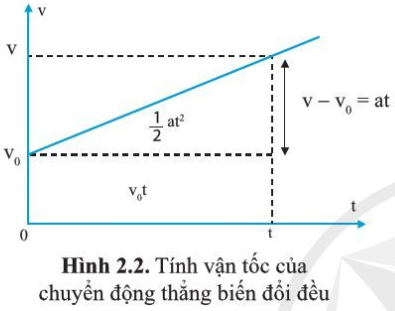 v
v
v – v₀ = at
½ at²
v₀
v₀t
t
0
t
Hình 2.2. Tính vận tốc của
chuyển động thẳng biến đổi đều